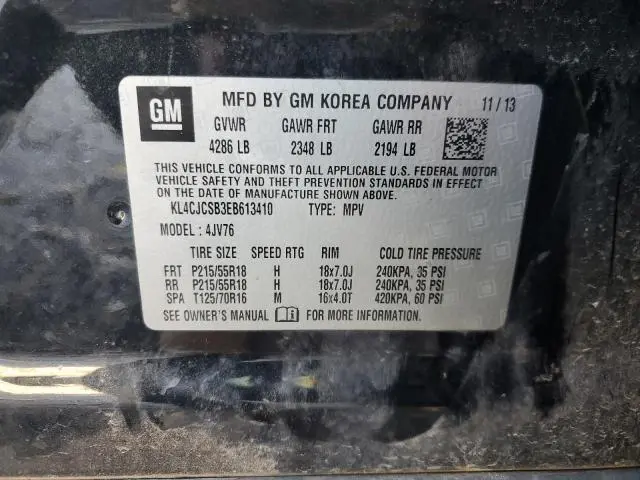 GM MFD BY GM KOREA COMPANY 11/13
GVWR GAWR FRT GAWR RR
4286 LB 2348 LB 2194 LB
THIS VEHICLE CONFORMS TO ALL APPLICABLE U.S. FEDERAL MOTOR
VEHICLE SAFETY AND THEFT PREVENTION STANDARDS IN EFFECT
ON THE DATE OF MANUFACTURE SHOWN ABOVE.
KL4CJCSB3EB613410 TYPE: MPV
MODEL: 4JV76
TIRE SIZE SPEED RTG RIM COLD TIRE PRESSURE
FRT P215/55R18 H 18x7.0J 240KPA, 35 PSI
RR P215/55R18 H 18x7.0J 240KPA, 35 PSI
SPA T125/70R16 M 16x4.0T 420KPA, 60 PSI
SEE OWNER'S MANUAL FOR MORE INFORMATION.